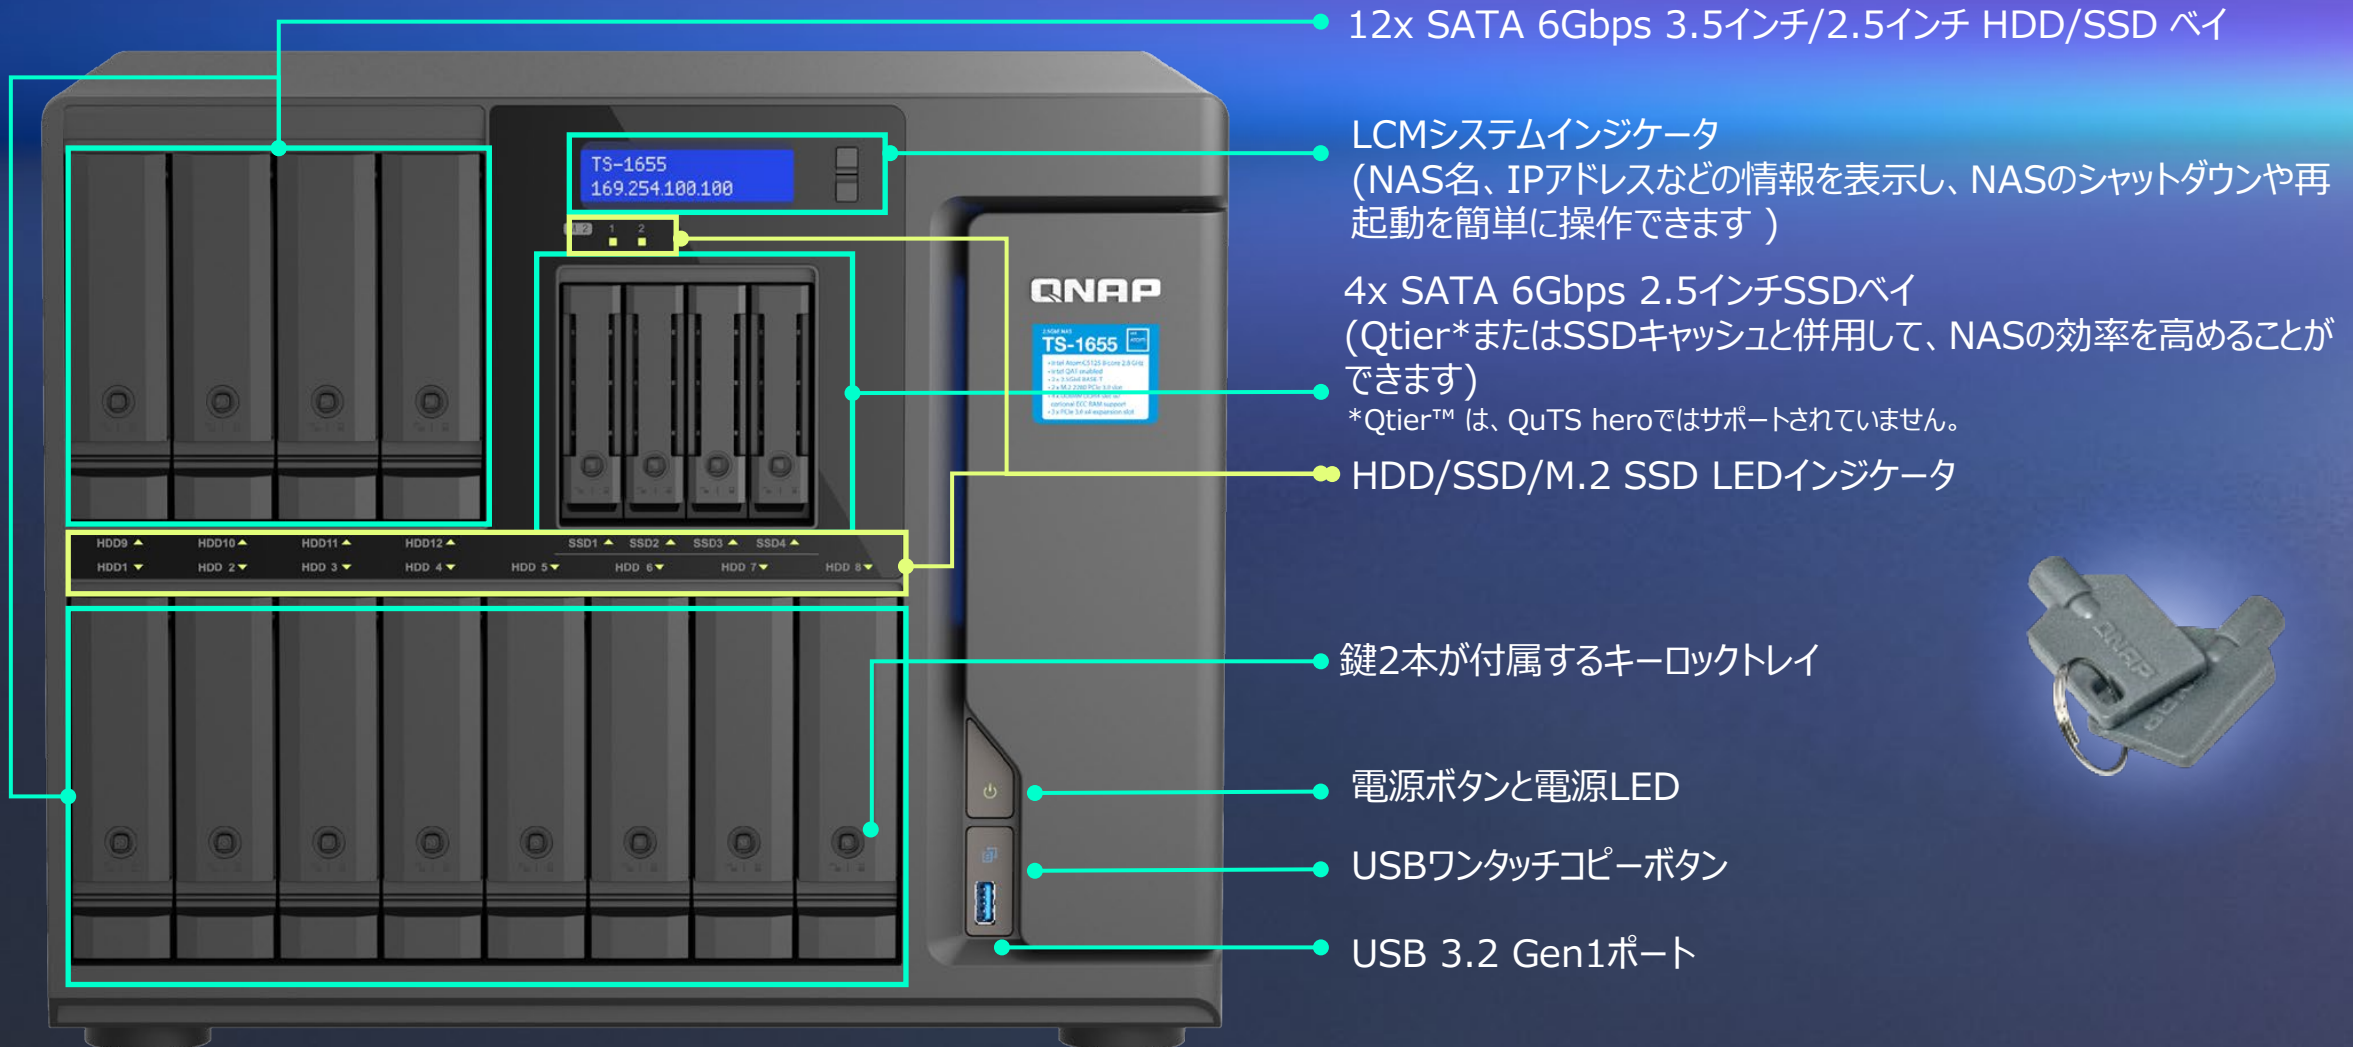 12x SATA 6Gbps 3.5インチ/2.5インチ HDD/SSD ベイ
LCMシステムインジケータ
(NAS名、IPアドレスなどの情報を表示し、NASのシャットダウンや再
起動を簡単に操作できます )
4x SATA 6Gbps 2.5インチSSDベイ
(Qtier*またはSSDキャッシュと併用して、NASの効率を高めることが
できます)
*Qtier™ は、QuTS heroではサポートされていません。
HDD/SSD/M.2 SSD LEDインジケータ
鍵2本が付属するキーロックトレイ
電源ボタンと電源LED
USBワンタッチコピーボタン
USB 3.2 Gen1ポート
TS-1655
169.254.100.100
M.2 1 2
QNAP
TS-1655
HDD9 HDD10 HDD11 HDD12 SSD1 SSD2 SSD3 SSD4
HDD1 HDD 2 HDD 3 HDD 4 HDD 5 HDD 6 HDD 7 HDD 8
QNAP